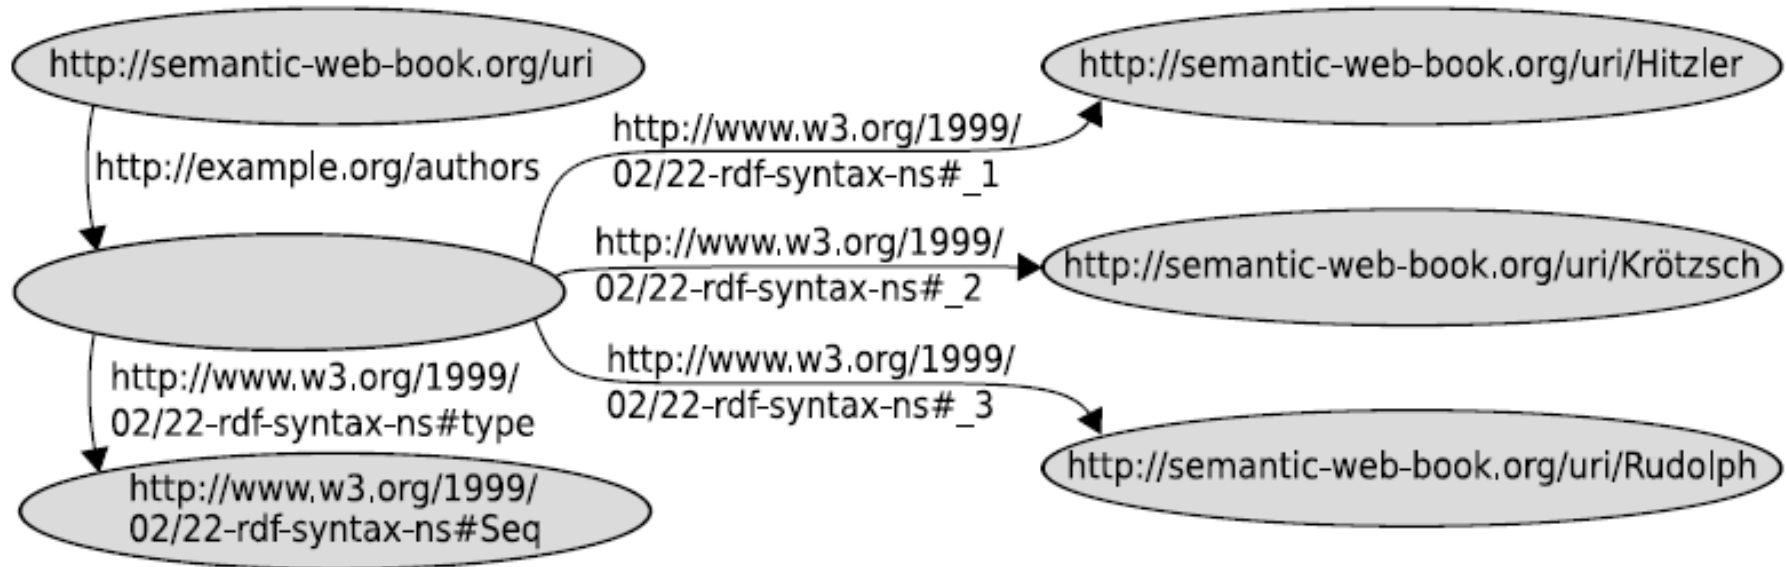 http://semantic-web-book.org/uri
http://semantic-web-book.org/uri/Hitzler
http://www.w3.org/1999/
02/22-rdf-syntax-ns#_1
http://example.org/authors
http://www.w3.org/1999/
02/22-rdf-syntax-ns#_2
http://semantic-web-book.org/uri/Krötzsch
http://www.w3.org/1999/
02/22-rdf-syntax-ns#_3
http://www.w3.org/1999/
02/22-rdf-syntax-ns#type
http://semantic-web-book.org/uri/Rudolph
http://www.w3.org/1999/
02/22-rdf-syntax-ns#Seq